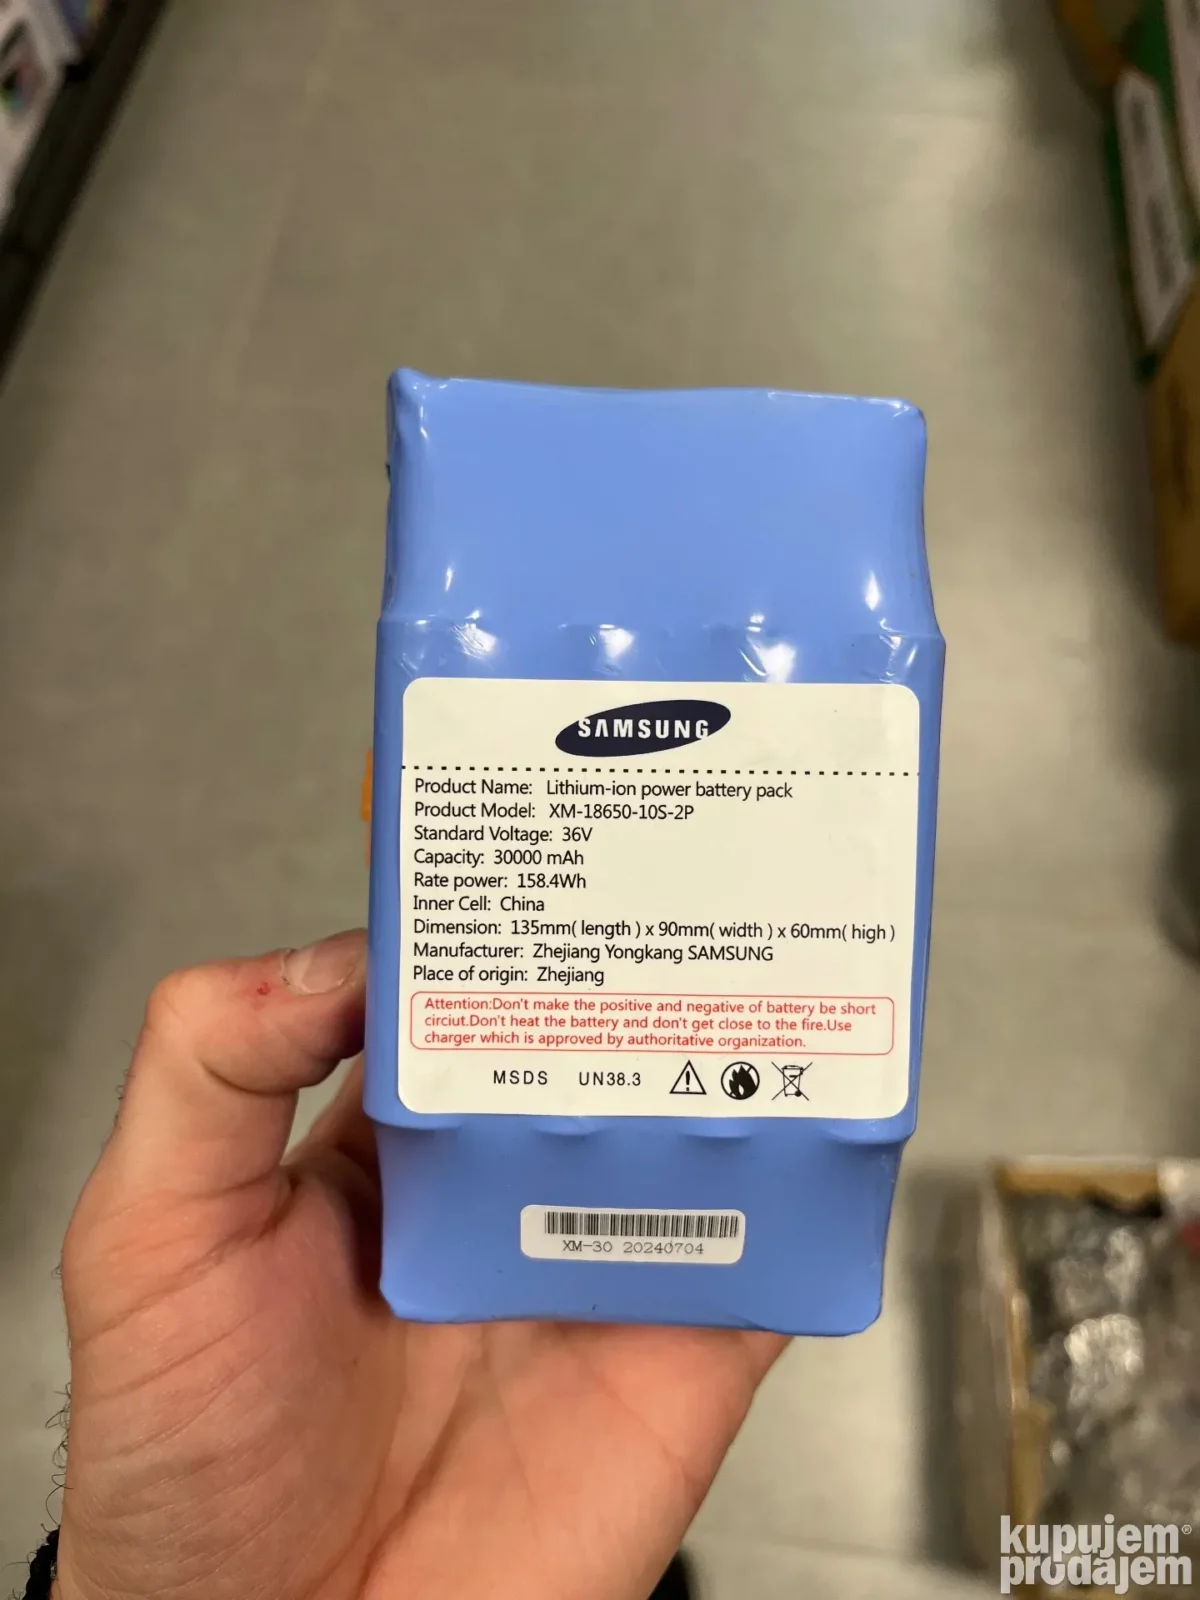 SAMSUNG
Product Name: Lithium-ion power battery pack
Product Model: XM-18650-10S-2P
Standard Voltage: 36V
Capacity: 30000 mAh
Rate power: 158.4Wh
Inner Cell: China
Dimension: 135mm( length ) x 90mm( width ) x 60mm( high )
Manufacturer: Zhejiang Yongkang SAMSUNG
Place of origin: Zhejiang
Attention:Don't make the positive and negative of battery be short
circiut.Don't heat the battery and don't get close to the fire.Use
charger which is approved by authoritative organization.
MSDS UN38.3
XM-30 20240704
kupujem®
prodajem